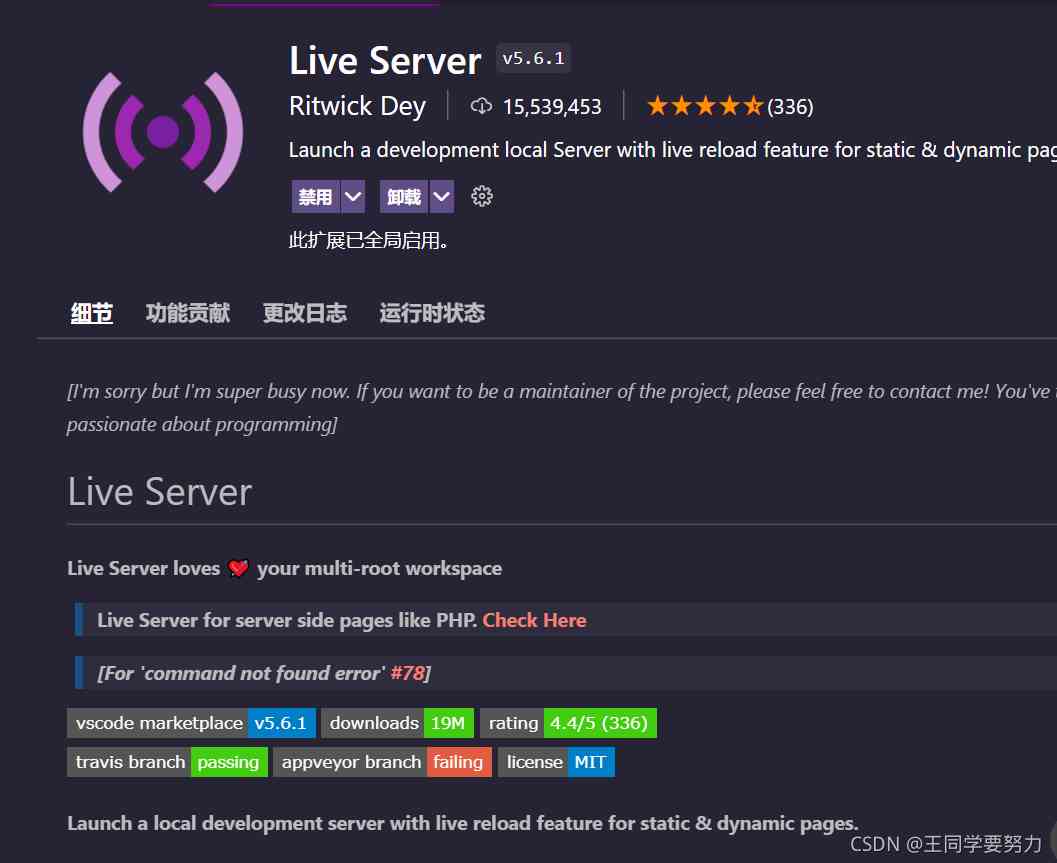 Live Server v5.6.1
Ritwick Dey 15,539,453 (336)
Launch a development local Server with live reload feature for static & dynamic pag
禁用 卸载
此扩展已全局启用。
细节 功能贡献 更改日志 运行时状态
[I'm sorry but I'm super busy now. If you want to be a maintainer of the project, please feel free to contact me! You've
passionate about programming]
Live Server
Live Server loves your multi-root workspace
Live Server for server side pages like PHP. Check Here
[For 'command not found error' #78]
vscode marketplace v5.6.1 downloads 19M rating 4.4/5 (336)
travis branch passing appveyor branch failing license MIT
Launch a local development server with live reload feature for static & dynamic pages.
CSDN @王同学要努力